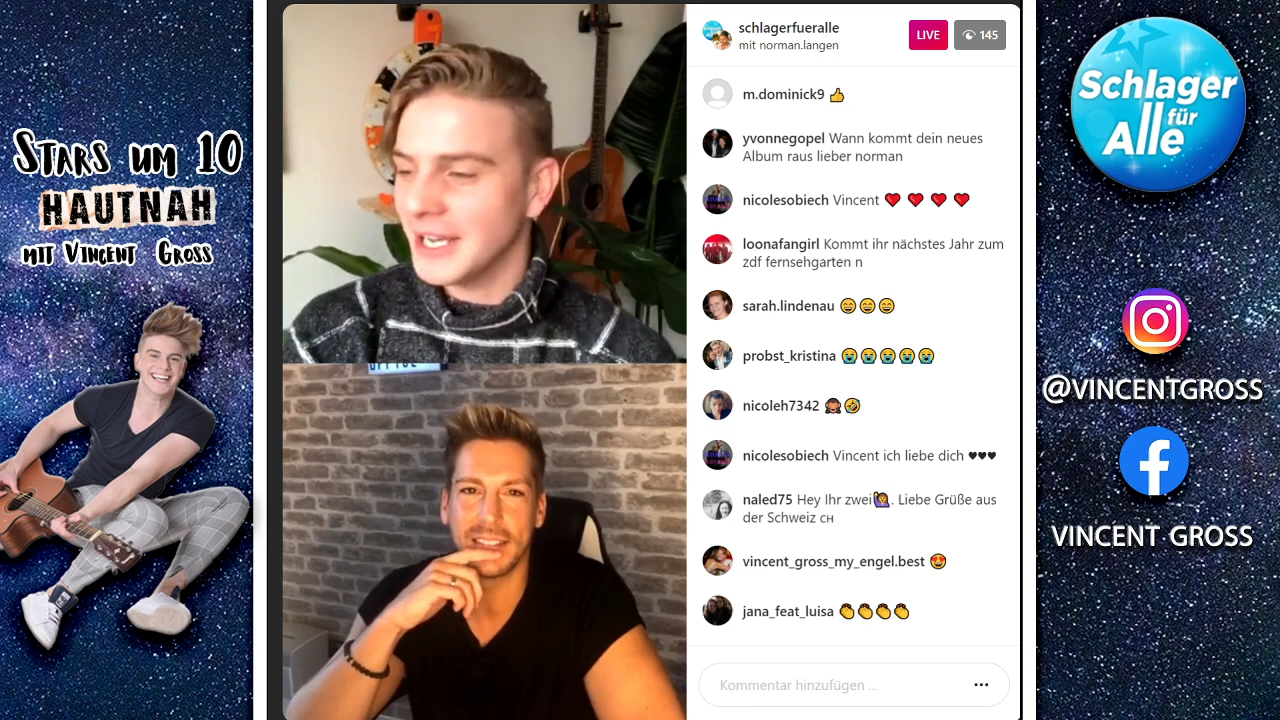 STARS UM 10
HAUTNAH
MIT VINCENT GROSS
schlagerfueralle
mit norman.langen
LIVE
145
m.dominick9 👍
yvonnegopel Wann kommt dein neues
Album raus lieber norman
nicolesobiech Vincent ❤️ ❤️ ❤️ ❤️
loonafangirl Kommt ihr nächstes Jahr zum
zdf fernsehgarten n
sarah.lindenau 😄😄😄
probst_kristina 😭😭😭😭😭
nicoleh7342 🙈🤣
nicolesobiech Vincent ich liebe dich ♥♥♥
naled75 Hey Ihr zwei🙋. Liebe Grüße aus
der Schweiz CH
vincent_gross_my_engel.best 😍
jana_feat_luisa 👏👏👏👏
Kommentar hinzufügen ...
Schlager
für
Alle
@VINCENTGROSS
VINCENT GROSS